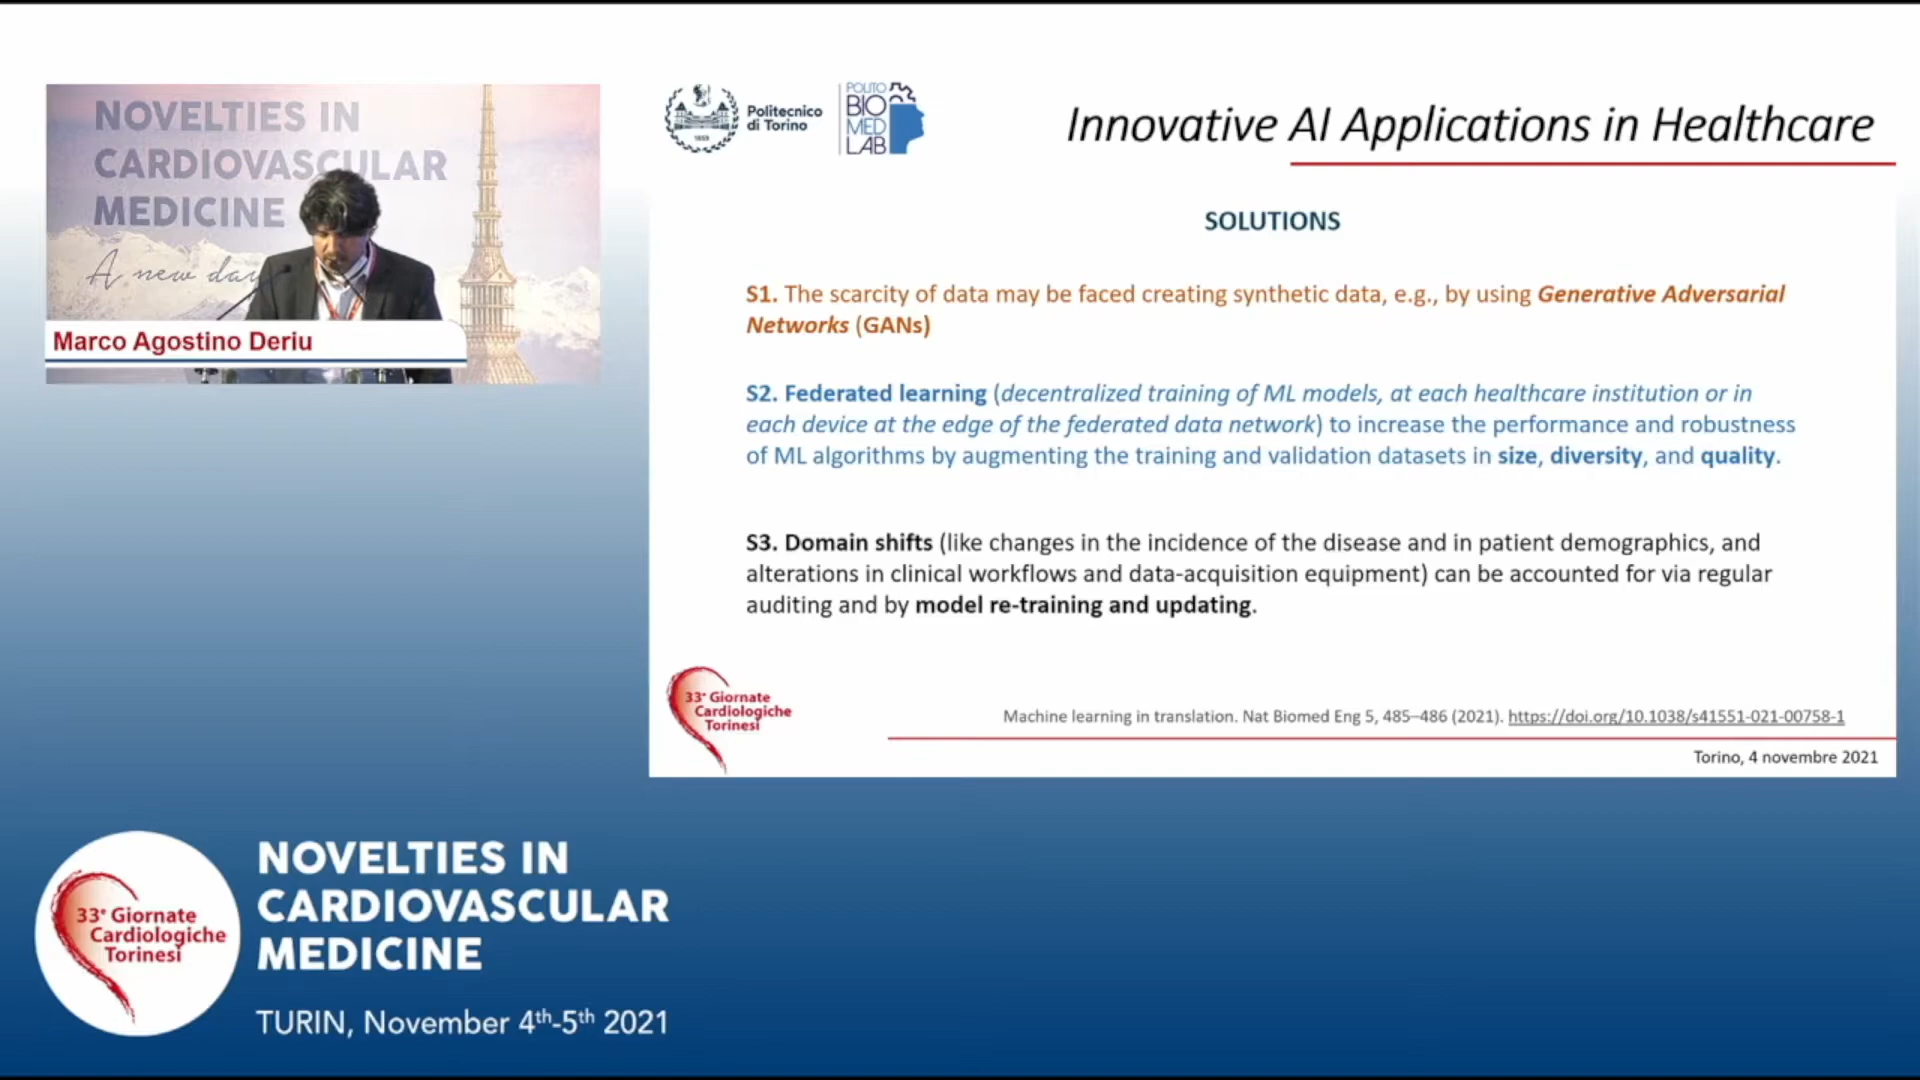 NOVELTIES IN
CARDIOVASCULAR
MEDICINE
A new day
Marco Agostino Deriu
1859
Politecnico
di Torino
POLITO
BIO
MED
LAB
Innovative AI Applications in Healthcare
SOLUTIONS
S1. The scarcity of data may be faced creating synthetic data, e.g., by using Generative Adversarial
Networks (GANs)
S2. Federated learning (decentralized training of ML models, at each healthcare institution or in
each device at the edge of the federated data network) to increase the performance and robustness
of ML algorithms by augmenting the training and validation datasets in size, diversity, and quality.
S3. Domain shifts (like changes in the incidence of the disease and in patient demographics, and
alterations in clinical workflows and data-acquisition equipment) can be accounted for via regular
auditing and by model re-training and updating.
33° Giornate
Cardiologiche
Torinesi
Machine learning in translation. Nat Biomed Eng 5, 485–486 (2021). https://doi.org/10.1038/s41551-021-00758-1
Torino, 4 novembre 2021
33° Giornate
Cardiologiche
Torinesi
NOVELTIES IN
CARDIOVASCULAR
MEDICINE
TURIN, November 4th-5th 2021